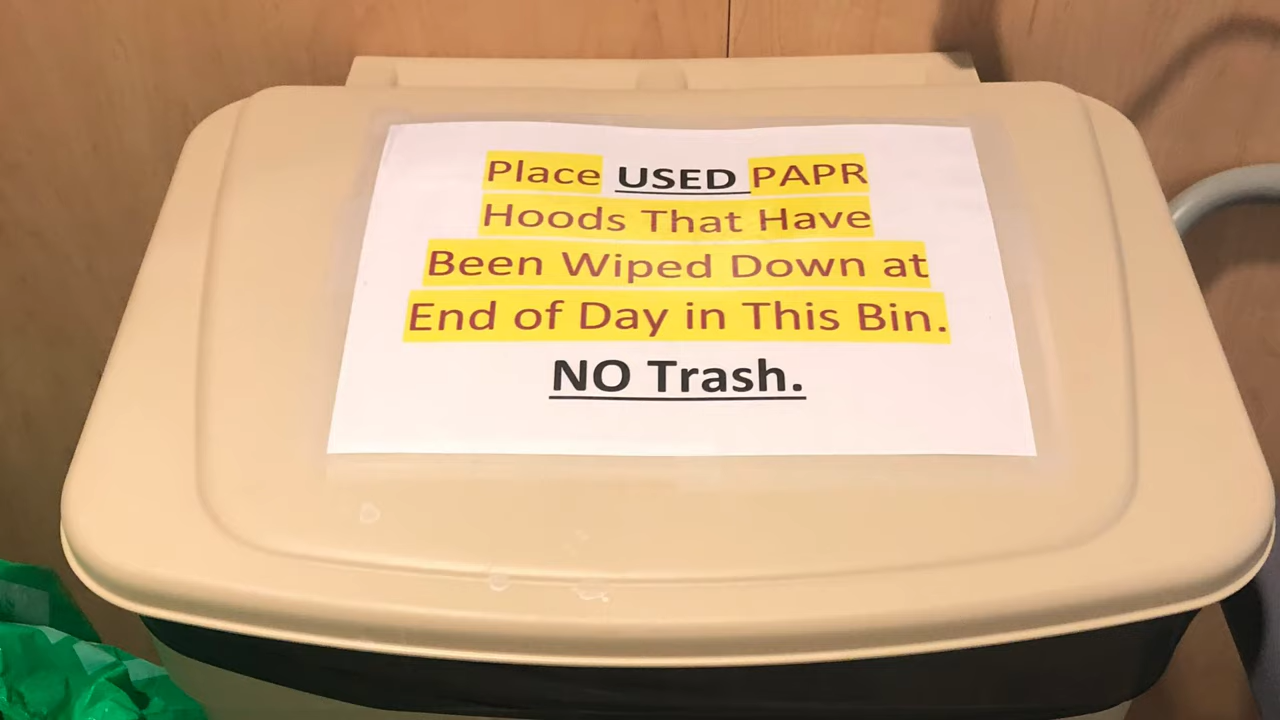 Place USED PAPR
Hoods That Have
Been Wiped Down at
End of Day in This Bin.
NO Trash.